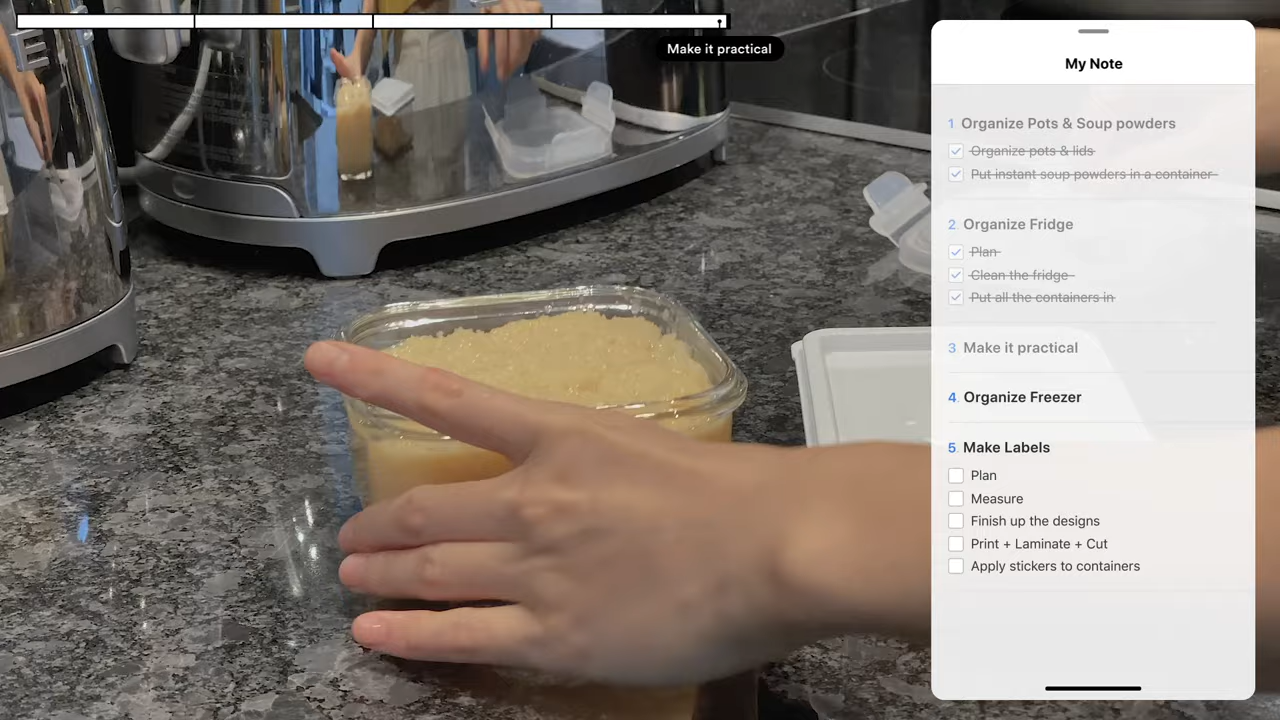 Make it practical
My Note
1 Organize Pots & Soup powders
Organize pots & lids
Put instant soup powders in a container
2. Organize Fridge
Plan
Clean the fridge
Put all the containers in
3. Make it practical
4. Organize Freezer
5. Make Labels
Plan
Measure
Finish up the designs
Print + Laminate + Cut
Apply stickers to containers